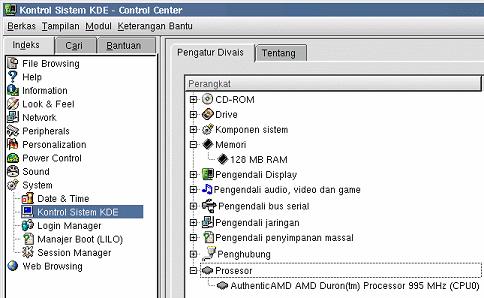 Kontrol Sistem KDE - Control Center
Berkas Tampilan Modul Keterangan Bantu
Indeks Cari Bantuan
File Browsing
Help
Information
Look & Feel
Network
Peripherals
Personalization
Power Control
Sound
System
Date & Time
Kontrol Sistem KDE
Login Manager
Manajer Boot (LILO)
Session Manager
Web Browsing
Pengatur Divais Tentang
Perangkat
CD-ROM
Drive
Komponen sistem
Memori
128 MB RAM
Pengendali Display
Pengendali audio, video dan game
Pengendali bus serial
Pengendali jaringan
Pengendali penyimpanan massal
Penghubung
Prosesor
AuthenticAMD AMD Duron(tm) Processor 995 MHz (CPU0)